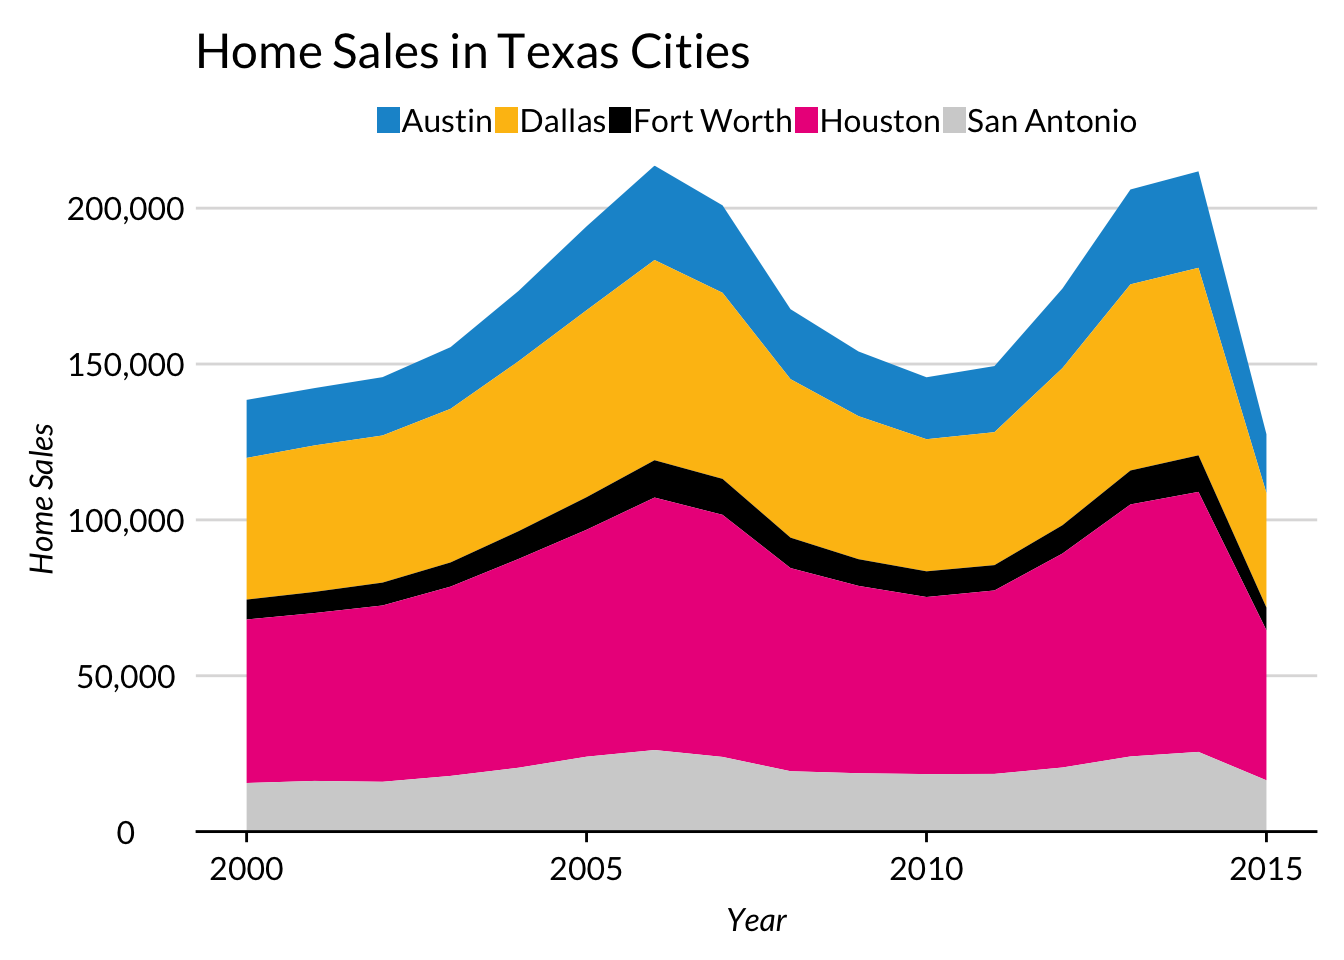 Home Sales in Texas Cities
Austin Dallas Fort Worth Houston San Antonio
200,000
150,000
100,000
50,000
0
Home Sales
2000 2005 2010 2015
Year